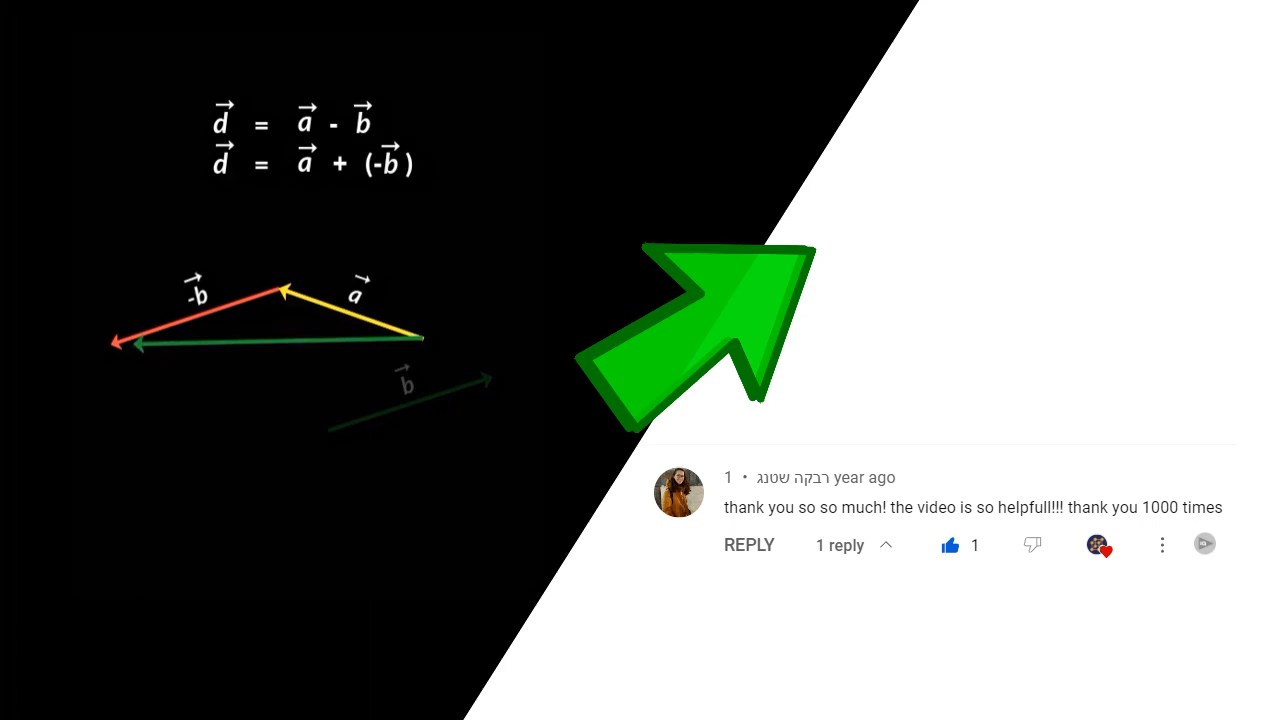 d = a - b
d = a + (-b)
-b
a
b
1 • רבקה שטנג year ago
thank you so so much! the video is so helpfull!!! thank you 1000 times
REPLY 1 reply 1